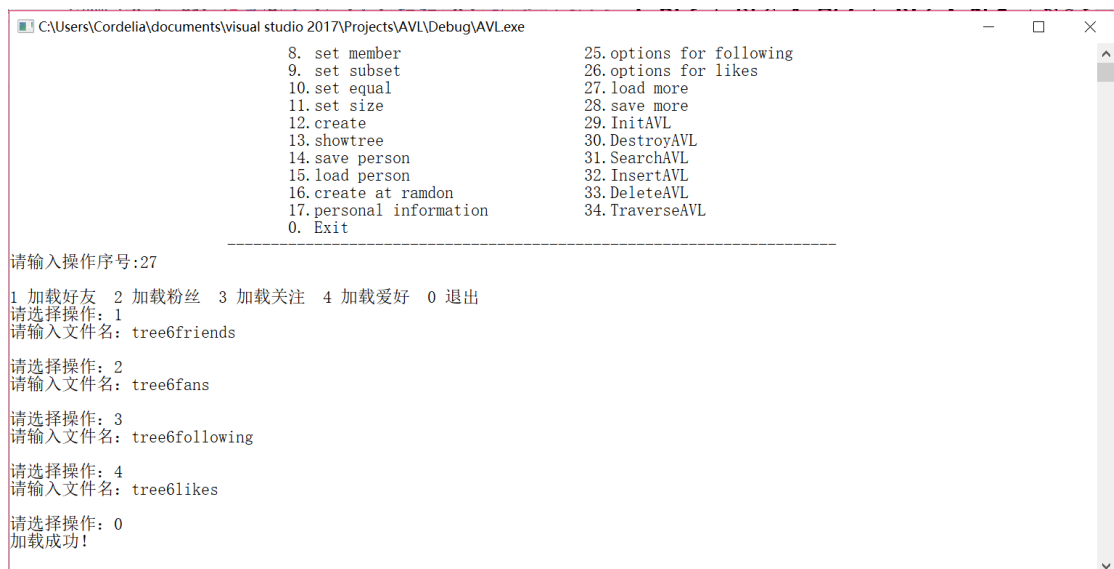 C:\Users\Cordelia\documents\visual studio 2017\Projects\AVL\Debug\AVL.exe
8. set member 25.options for following
9. set subset 26.options for likes
10.set equal 27.load more
11.set size 28.save more
12.create 29.InitAVL
13.showtree 30.DestroyAVL
14.save person 31.SearchAVL
15.load person 32.InsertAVL
16.create at ramdon 33.DeleteAVL
17.personal information 34.TraverseAVL
0. Exit
----------------------------------------------------------------------
请输入操作序号:27
1 加载好友 2 加载粉丝 3 加载关注 4 加载爱好 0 退出
请选择操作：1
请输入文件名：tree6friends
请选择操作：2
请输入文件名：tree6fans
请选择操作：3
请输入文件名：tree6following
请选择操作：4
请输入文件名：tree6likes
请选择操作：0
加载成功！